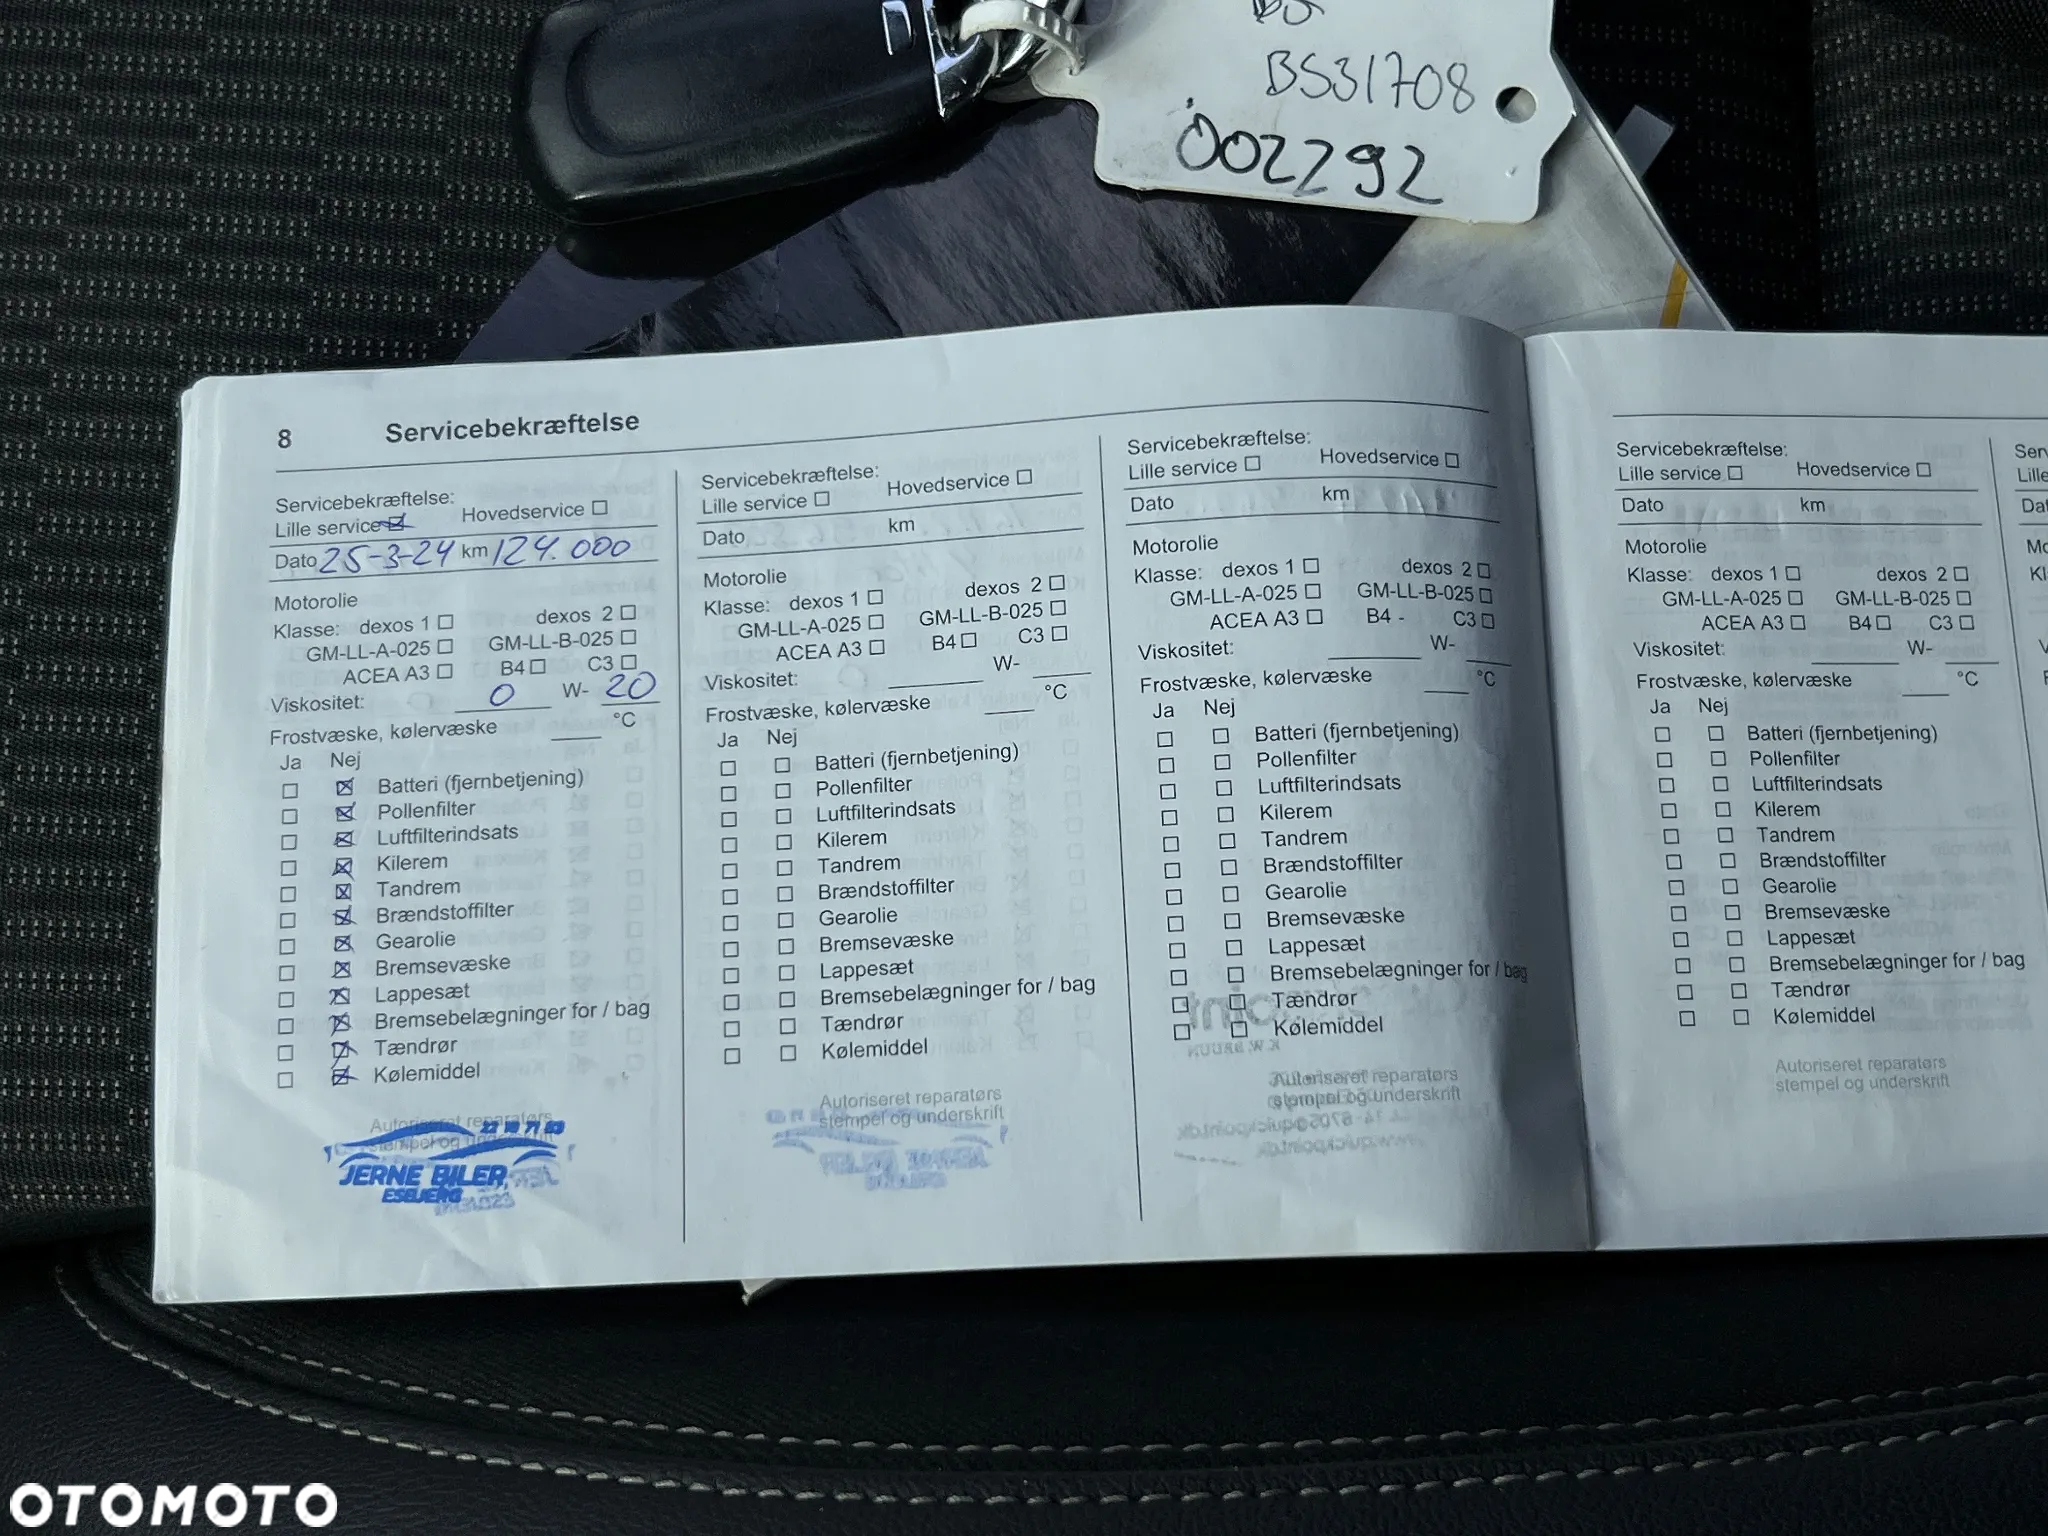 BS31708
002292
8 Servicebekræftelse
Servicebekræftelse:
Lille service Hovedservice
Dato 25-3-24 km 124.000
Motorolie
Klasse: dexos 1 dexos 2
GM-LL-A-025 GM-LL-B-025
ACEA A3 B4 C3
Viskositet: 0 W- 20
Frostvæske, kølervæske °C
Ja Nej
Batteri (fjernbetjening)
Pollenfilter
Luftfilterindsats
Kilerem
Tandrem
Brændstoffilter
Gearolie
Bremsevæske
Lappesæt
Bremsebelægninger for / bag
Tændrør
Kølemiddel
Autoriseret reparatørs
stempel og underskrift
JERNE BILER
ESBJERG
Servicebekræftelse:
Lille service Hovedservice
Dato km
Motorolie
Klasse: dexos 1 dexos 2
GM-LL-A-025 GM-LL-B-025
ACEA A3 B4 C3
Viskositet: W-
Frostvæske, kølervæske °C
Ja Nej
Batteri (fjernbetjening)
Pollenfilter
Luftfilterindsats
Kilerem
Tandrem
Brændstoffilter
Gearolie
Bremsevæske
Lappesæt
Bremsebelægninger for / bag
Tændrør
Kølemiddel
Autoriseret reparatørs
stempel og underskrift
Servicebekræftelse:
Lille service Hovedservice
Dato km
Motorolie
Klasse: dexos 1 dexos 2
GM-LL-A-025 GM-LL-B-025
ACEA A3 B4 - C3
Viskositet: W-
Frostvæske, kølervæske °C
Ja Nej
Batteri (fjernbetjening)
Pollenfilter
Luftfilterindsats
Kilerem
Tandrem
Brændstoffilter
Gearolie
Bremsevæske
Lappesæt
Bremsebelægninger for / bag
Tændrør
Kølemiddel
Autoriseret reparatørs
stempel og underskrift
Servicebekræftelse:
Lille service Hovedservice
Dato km
Motorolie
Klasse: dexos 1 dexos 2
GM-LL-A-025 GM-LL-B-025
ACEA A3 B4 C3
Viskositet: W-
Frostvæske, kølervæske °C
Ja Nej
Batteri (fjernbetjening)
Pollenfilter
Luftfilterindsats
Kilerem
Tandrem
Brændstoffilter
Gearolie
Bremsevæske
Lappesæt
Bremsebelægninger for / bag
Tændrør
Kølemiddel
Autoriseret reparatørs
stempel og underskrift
OTOMOTO